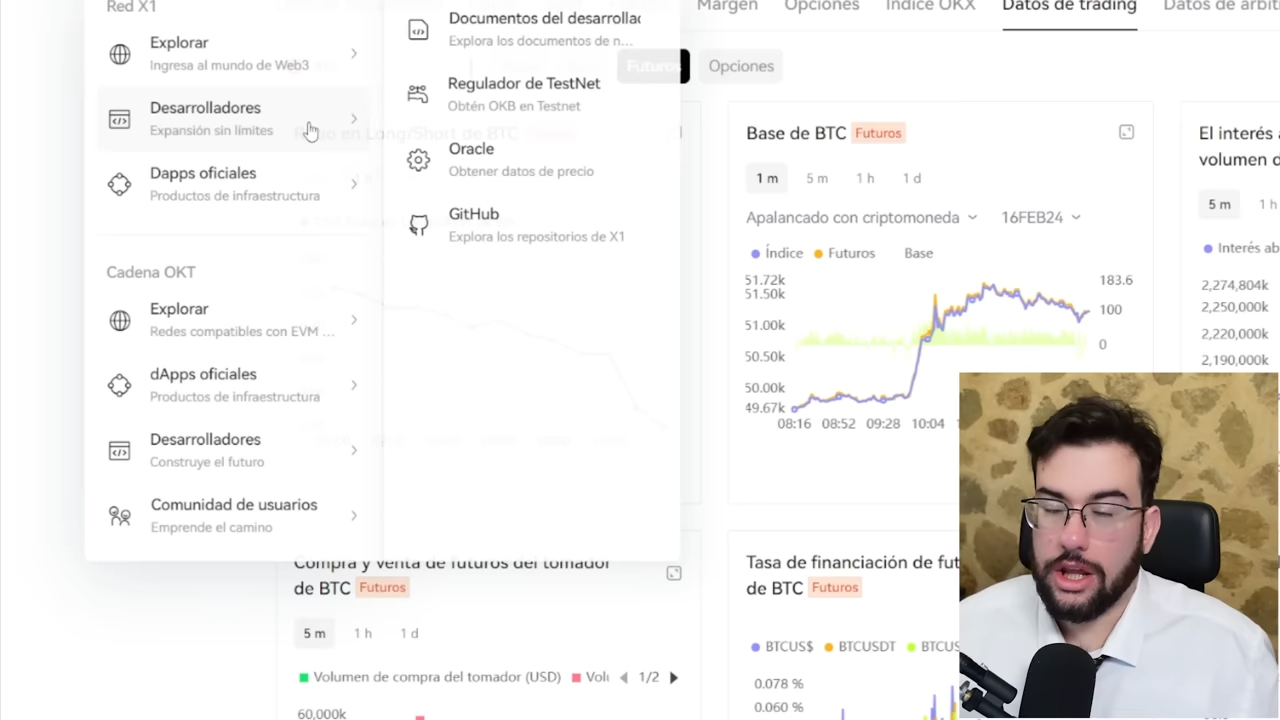 Red X1
Explorar
Ingresa al mundo de Web3
Desarrolladores
Expansión sin límites
Dapps oficiales
Productos de infraestructura
Cadena OKT
Explorar
Redes compatibles con EVM ...
dApps oficiales
Productos de infraestructura
Desarrolladores
Construye el futuro
Comunidad de usuarios
Emprende el camino
Documentos del desarrollac
Explora los documentos de n...
Regulador de TestNet
Obtén OKB en Testnet
Oracle
Obtener datos de precio
GitHub
Explora los repositorios de X1
Margen Opciones Índice OKX Datos de trading Datos de arbit
Futuros Opciones
Long/Short de BTC
Base de BTC Futuros
1 m 5 m 1 h 1 d
Apalancado con criptomoneda 16FEB24
Índice Futuros Base
51.72k 183.6
51.50k 100
51.00k 0
50.50k
50.00k
49.67k
08:16 08:52 09:28 10:04
El interés
volumen d
5 m 1 h
Interés ab
2,274,804k
2,250,000k
2,220,000k
2,190,000k
Compra y venta de futuros del tomador
de BTC Futuros
5 m 1 h 1 d
Volumen de compra del tomador (USD) Volu 1/2
60,000k
Tasa de financiación de fut
de BTC Futuros
BTCUS$ BTCUSDT BTCUS
0.078 %
0.060 %